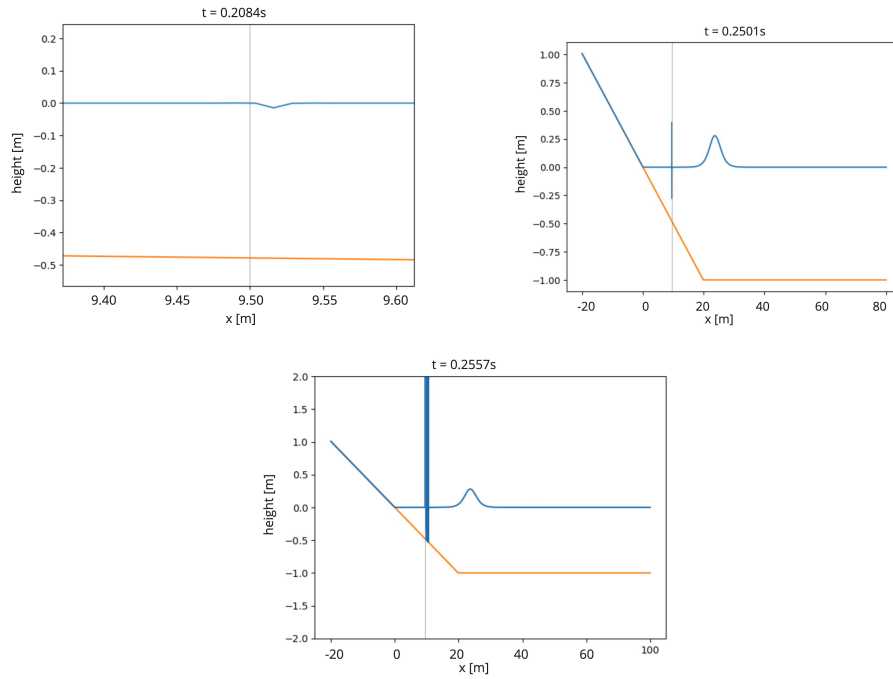 t = 0.2084s
0.2
0.1
0.0
−0.1
−0.2
−0.3
−0.4
−0.5
height [m]
9.40 9.45 9.50 9.55 9.60
x [m]
t = 0.2501s
1.00
0.75
0.50
0.25
0.00
−0.25
−0.50
−0.75
−1.00
height [m]
-20 0 20 40 60 80
x [m]
t = 0.2557s
2.0
1.5
1.0
0.5
0.0
−0.5
−1.0
−1.5
−2.0
height [m]
-20 0 20 40 60 100
x [m]